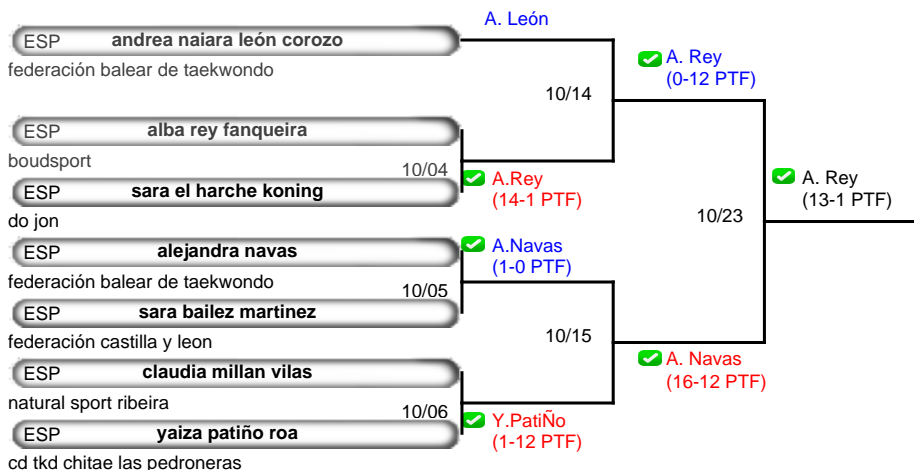 A. León
ESP andrea naiara león corozo
federación balear de taekwondo
A. Rey
(0-12 PTF)
10/14
ESP alba rey fanqueira
boudsport
10/04
A.Rey
(14-1 PTF)
ESP sara el harche koning
do jon
A. Rey
(13-1 PTF)
10/23
ESP alejandra navas
federación balear de taekwondo
A.Navas
(1-0 PTF)
10/05
ESP sara bailez martinez
federación castilla y leon
10/15
A. Navas
(16-12 PTF)
ESP claudia millan vilas
natural sport ribeira
10/06
Y.PatiÑo
(1-12 PTF)
ESP yaiza patiño roa
cd tkd chitae las pedroneras